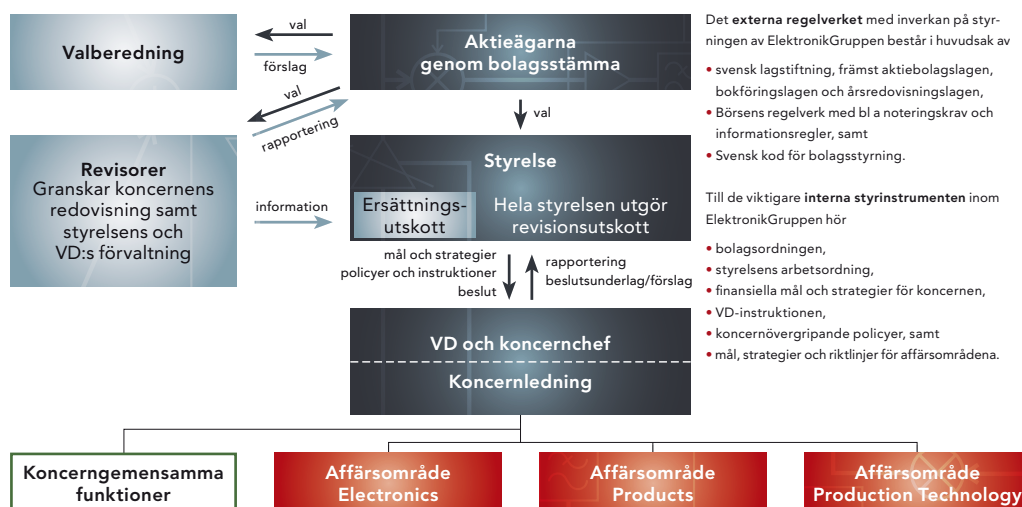 val
Valberedning
förslag
Aktieägarna
genom bolagsstämma
val
rapportering
val
Revisorer
Granskar koncernens
redovisning samt
styrelsens och
VD:s förvaltning
information
Styrelse
Ersättnings-
utskott
Hela styrelsen utgör
revisionsutskott
mål och strategier
policyer och instruktioner
beslut
rapportering
beslutsunderlag/förslag
VD och koncernchef
Koncernledning
Koncerngemensamma
funktioner
Affärsområde
Electronics
Affärsområde
Products
Affärsområde
Production Technology
Det externa regelverket med inverkan på styr-
ningen av ElektronikGruppen består i huvudsak av
• svensk lagstiftning, främst aktiebolagslagen,
bokföringslagen och årsredovisningslagen,
• Börsens regelverk med bl a noteringskrav och
informationsregler, samt
• Svensk kod för bolagsstyrning.
Till de viktigare interna styrinstrumenten inom
ElektronikGruppen hör
• bolagsordningen,
• styrelsens arbetsordning,
• finansiella mål och strategier för koncernen,
• VD-instruktionen,
• koncernövergripande policyer, samt
• mål, strategier och riktlinjer för affärsområdena.